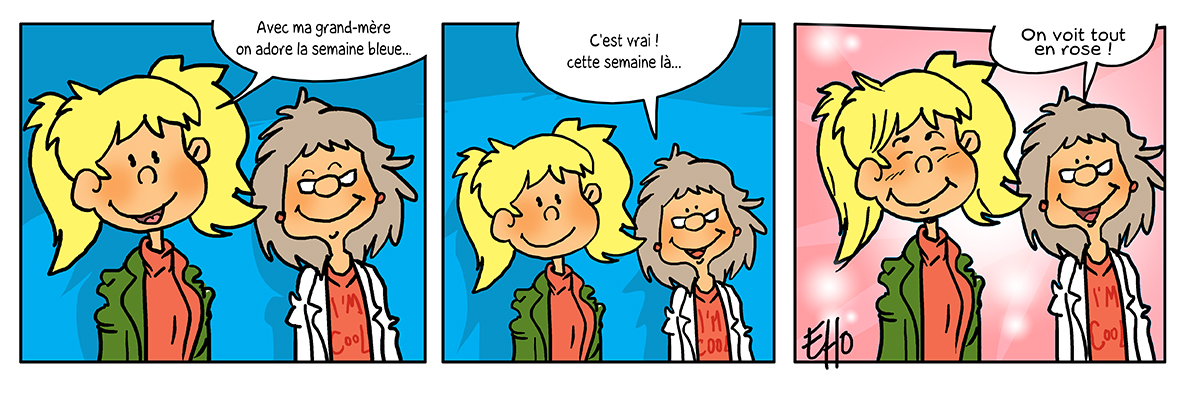 Avec ma grand-mère
on adore la semaine bleue...
C'est vrai !
cette semaine là...
On voit tout
en rose !
I'M
COOL
I'M
COOL
I'M
COOL
EHO